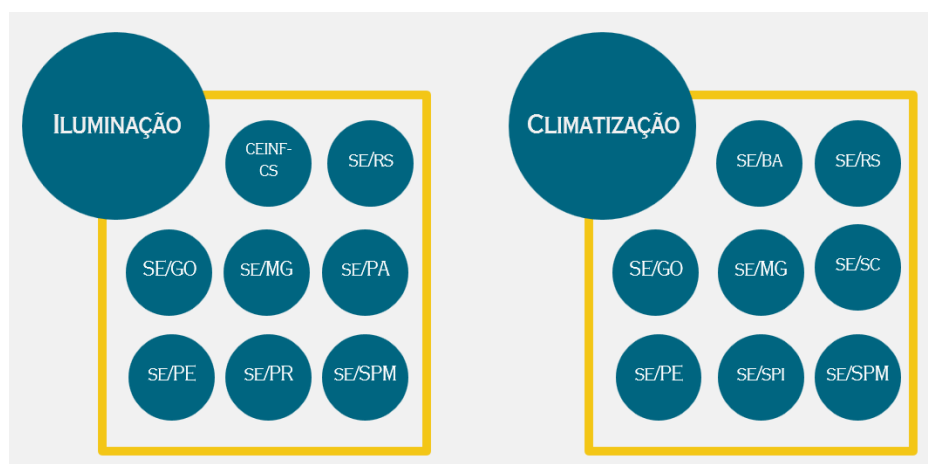 ILUMINAÇÃO
CEINF-
CS
SE/RS
SE/GO
SE/MG
SE/PA
SE/PE
SE/PR
SE/SPM
CLIMATIZAÇÃO
SE/BA
SE/RS
SE/GO
SE/MG
SE/SC
SE/PE
SE/SPI
SE/SPM